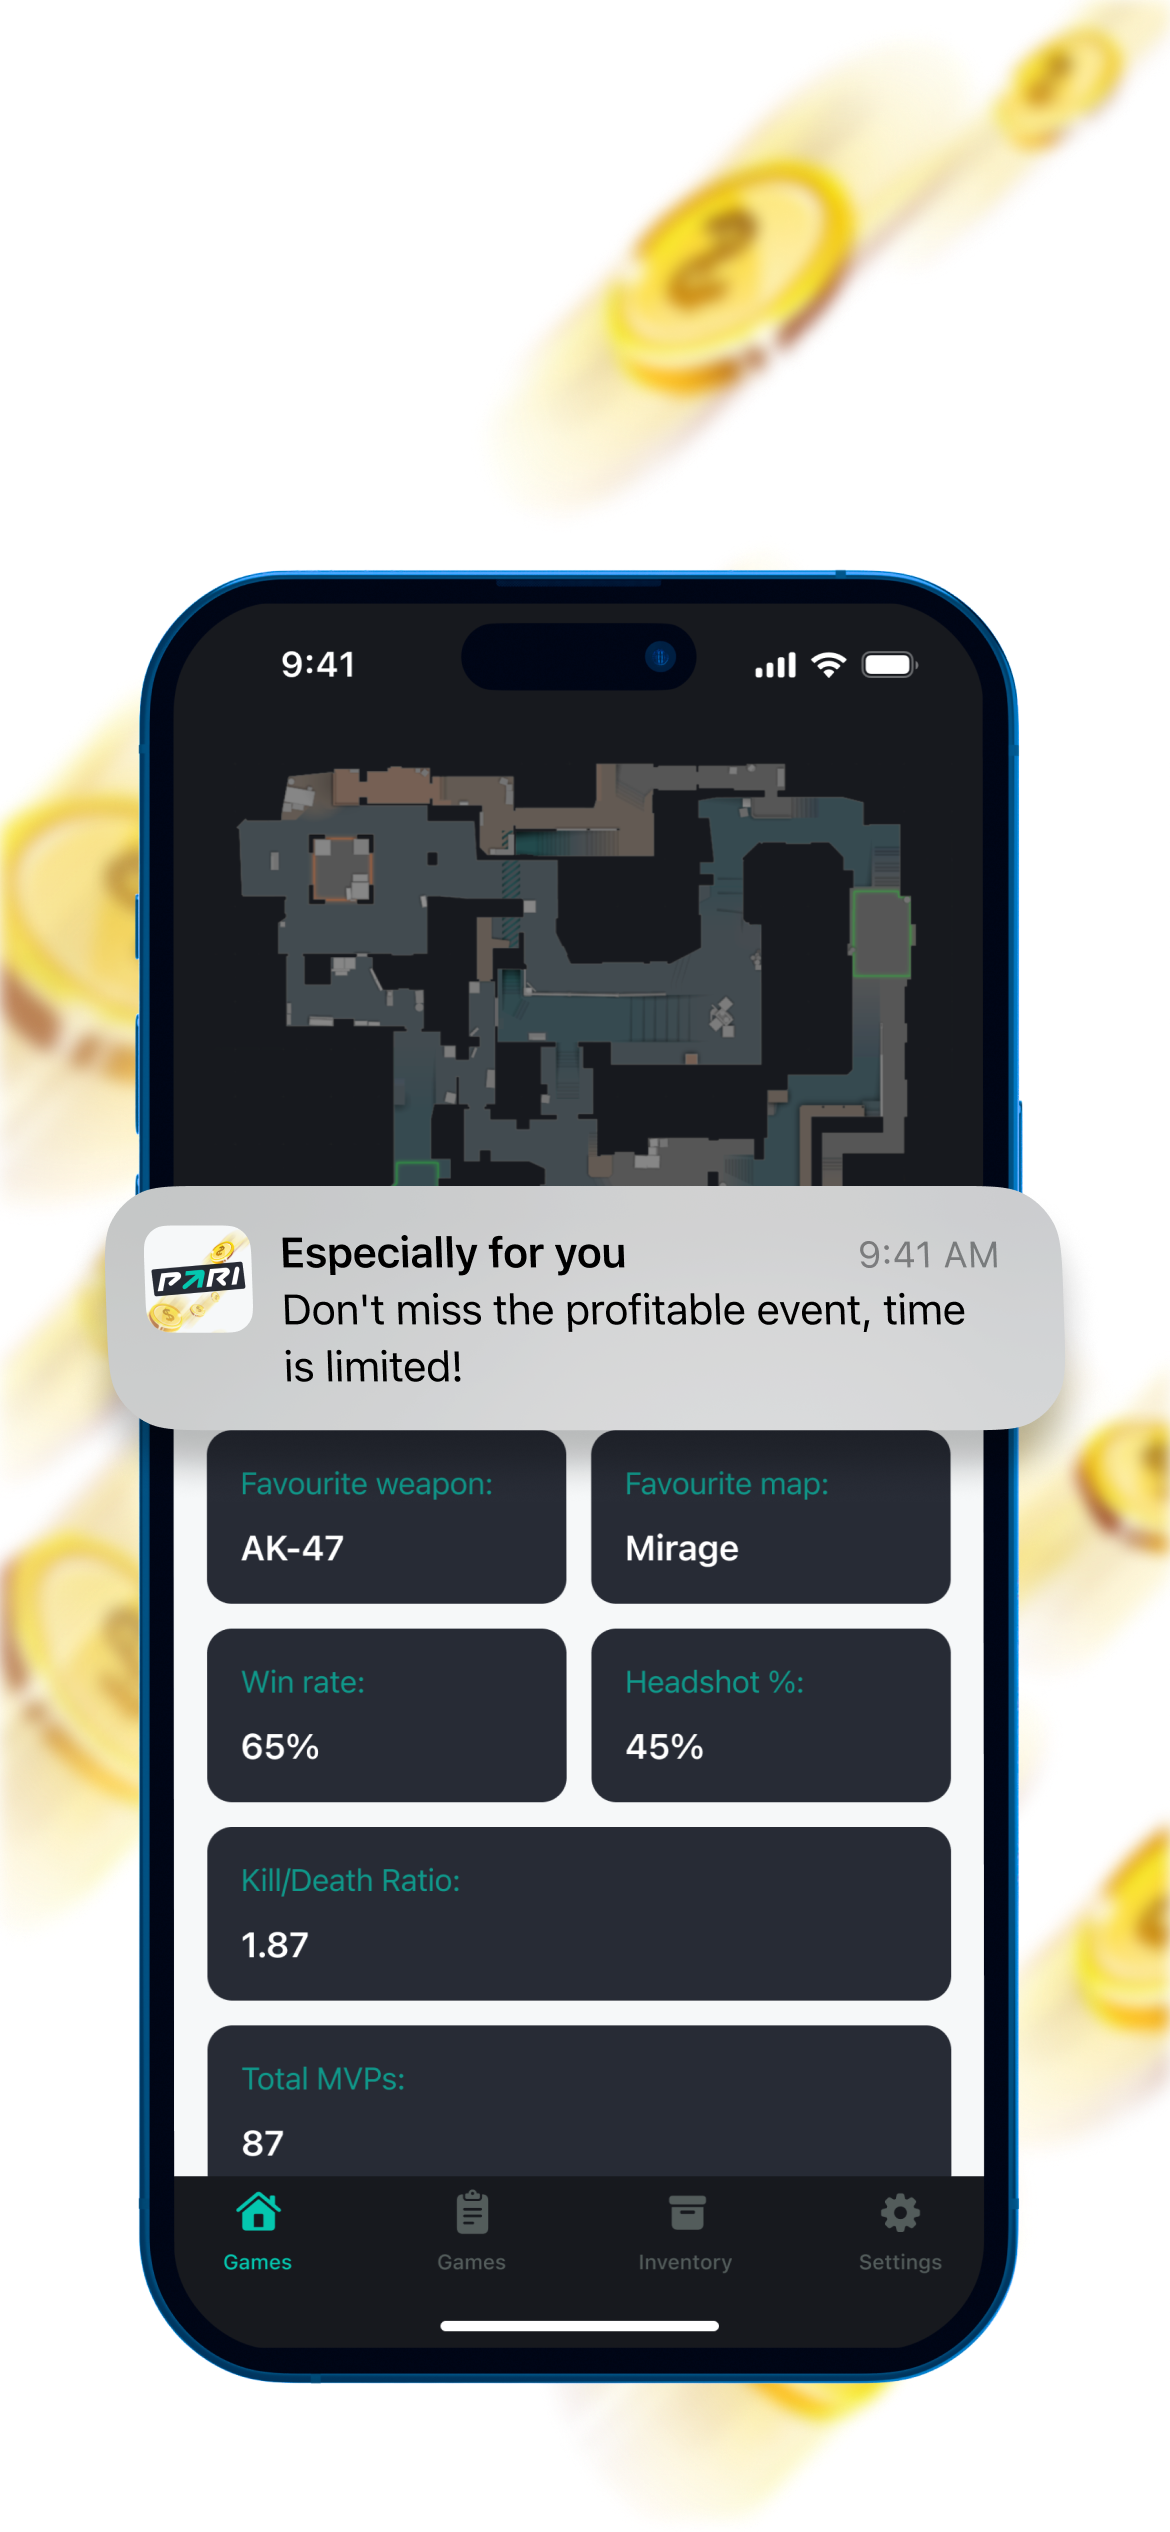 9:41
PARI
Especially for you
9:41 AM
Don't miss the profitable event, time
is limited!
Favourite weapon:
AK-47
Favourite map:
Mirage
Win rate:
65%
Headshot %:
45%
Kill/Death Ratio:
1.87
Total MVPs:
87
Games
Games
Inventory
Settings